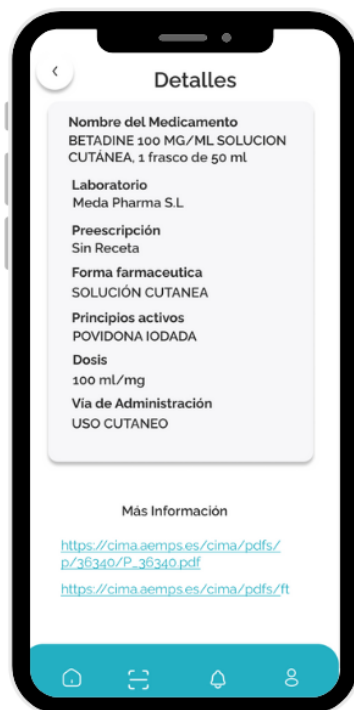 Detalles
Nombre del Medicamento
BETADINE 100 MG/ML SOLUCION
CUTÁNEA, 1 frasco de 50 ml
Laboratorio
Meda Pharma S.L
Preescripción
Sin Receta
Forma farmaceutica
SOLUCIÓN CUTANEA
Principios activos
POVIDONA IODADA
Dosis
100 ml/mg
Vía de Administración
USO CUTANEO
Más Información
https://cima.aemps.es/cima/pdfs/
p/36340/P_36340.pdf
https://cima.aemps.es/cima/pdfs/ft